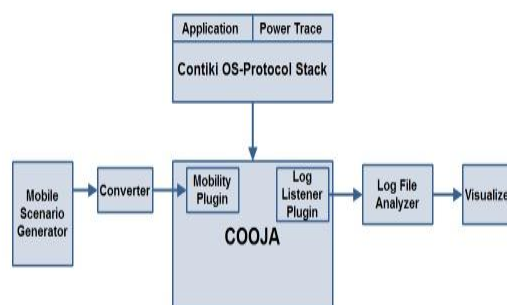 Application
Power Trace
Contiki OS-Protocol Stack
Mobile
Scenario
Generator
Converter
Mobility
Plugin
Log
Listener
Plugin
COOJA
Log File
Analyzer
Visualize